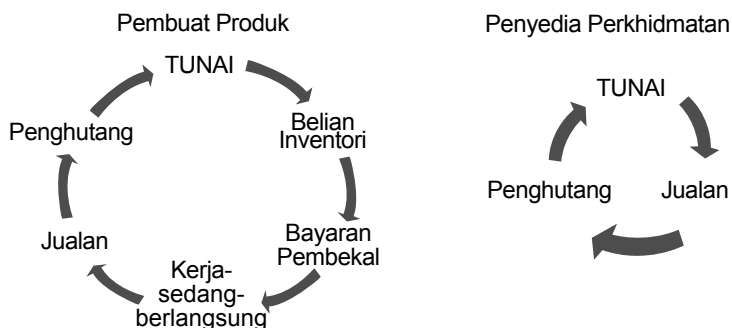 Pembuat Produk
TUNAI
Belian
Inventori
Bayaran
Pembekal
Kerja-
sedang-
berlangsung
Jualan
Penghutang
Penyedia Perkhidmatan
TUNAI
Jualan
Penghutang